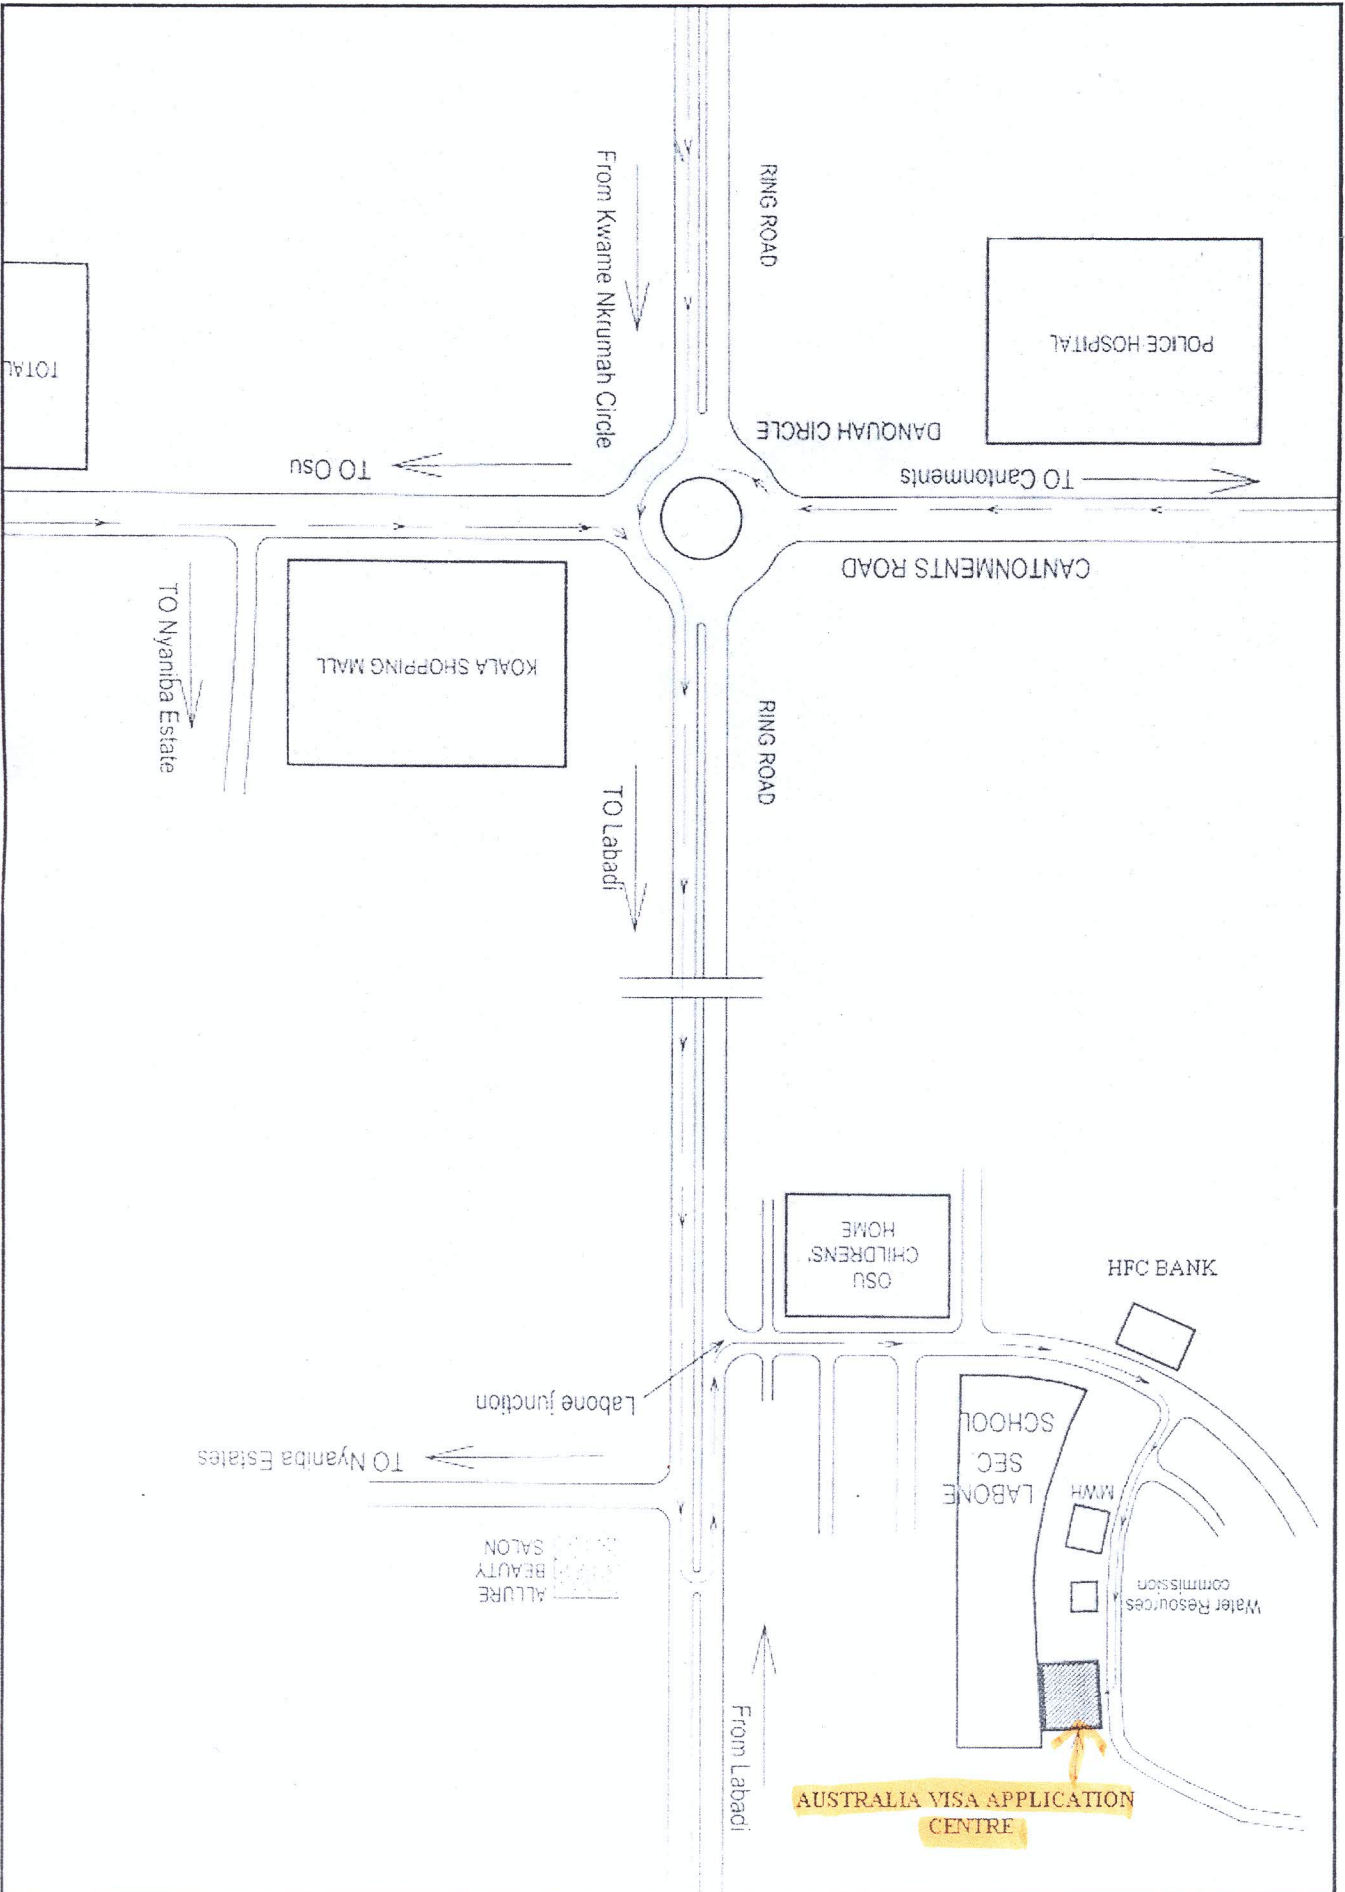 RING ROAD
From Kwame Nkrumah Circle
POLICE HOSPITAL
TOTAL
DANQUAH CIRCLE
TO Osu
TO Cantonments
CANTONMENTS ROAD
TO Nyaniba Estate
KOALA SHOPPING MALL
RING ROAD
TO Labadi
OSU
CHILDRENS'
HOME
HFC BANK
Labone junction
TO Nyaniba Estates
LABONE
SEC.
SCHOOL
MWH
ALLURE
BEAUTY
SALON
Water Resources
commission
From Labadi
AUSTRALIA VISA APPLICATION
CENTRE